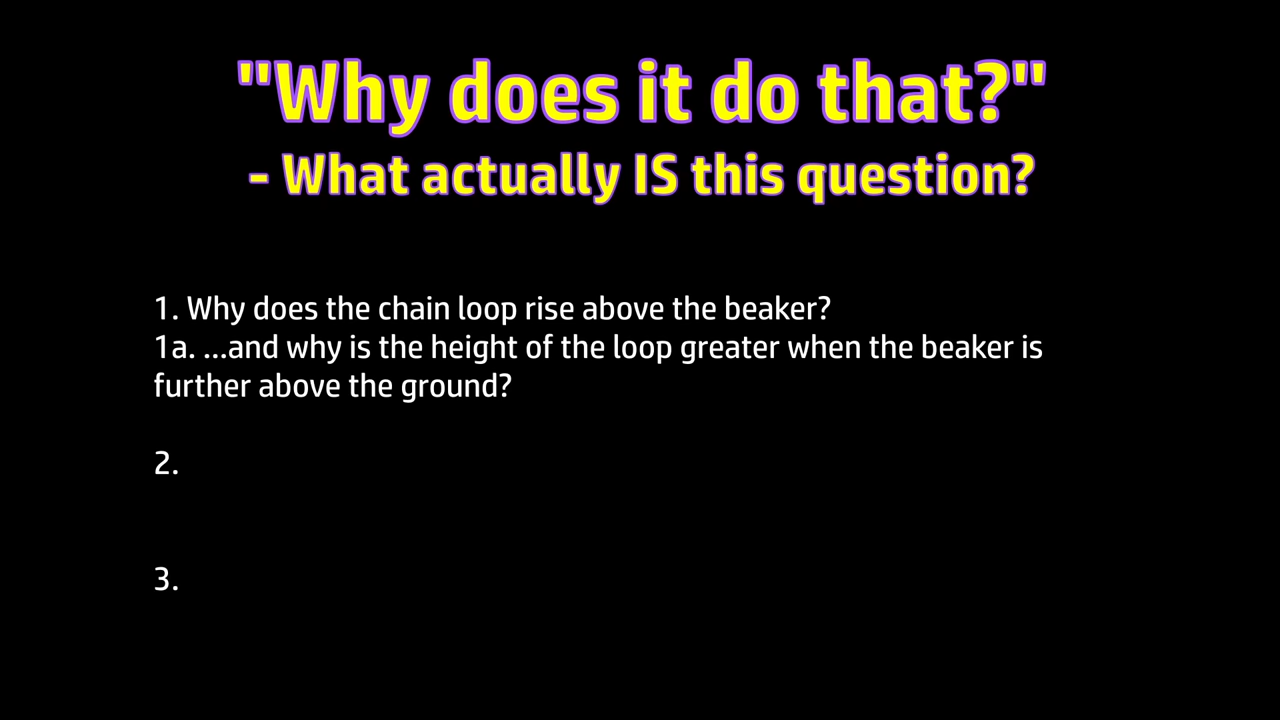 "Why does it do that?"
- What actually IS this question?
1. Why does the chain loop rise above the beaker?
1a. ...and why is the height of the loop greater when the beaker is
further above the ground?
2.
3.